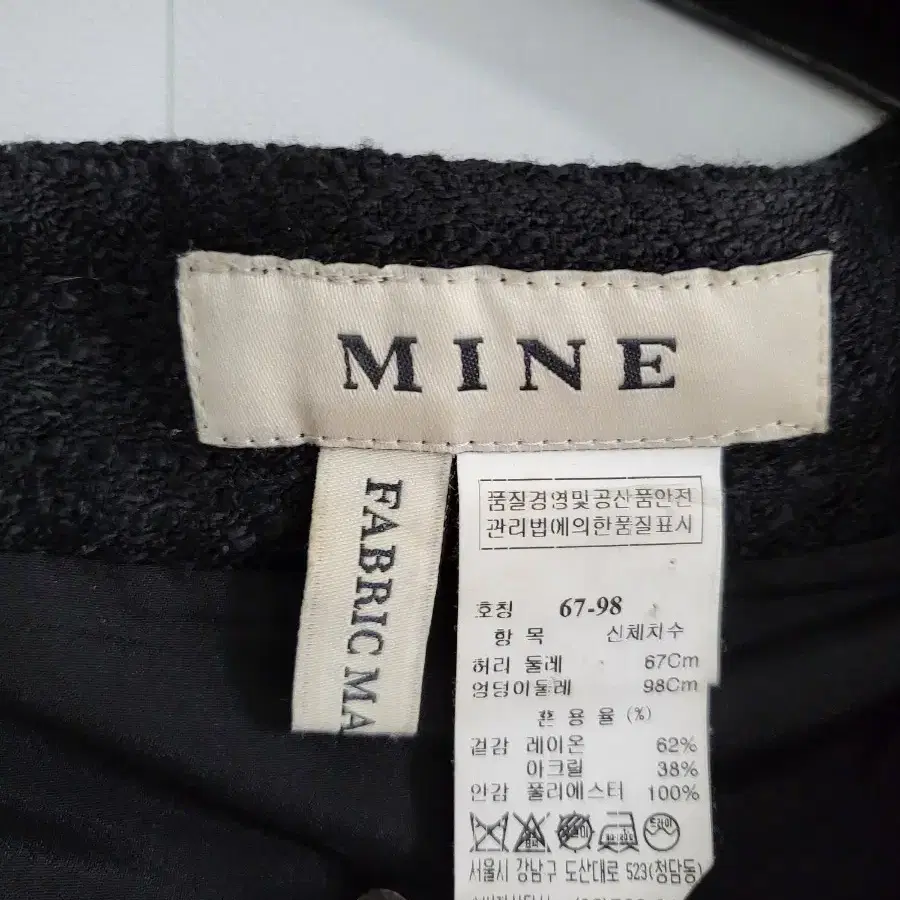 MINE
FABRIC MA
품질경영및공산품안전
관리법에의한품질표시
호칭 67-98
항 목 신체치수
허리 둘레 67Cm
엉덩이둘레 98Cm
혼 용 율 (%)
겉감 레이온 62%
아크릴 38%
안감 폴리에스터 100%
드라이
서울시 강남구 도산대로 523(청담동)